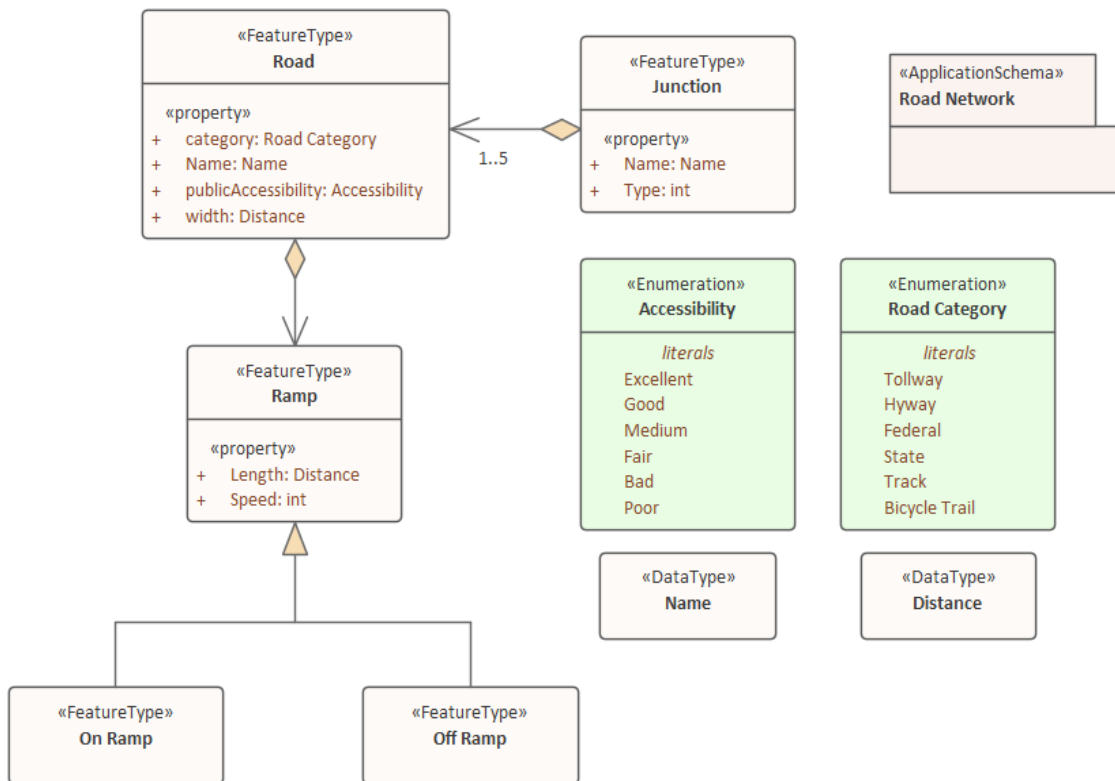 «FeatureType»
Road
«property»
+ category: Road Category
+ Name: Name
+ publicAccessibility: Accessibility
+ width: Distance
«FeatureType»
Junction
«property»
+ Name: Name
+ Type: int
1..5
«ApplicationSchema»
Road Network
«FeatureType»
Ramp
«property»
+ Length: Distance
+ Speed: int
«Enumeration»
Accessibility
literals
Excellent
Good
Medium
Fair
Bad
Poor
«Enumeration»
Road Category
literals
Tollway
Hyway
Federal
State
Track
Bicycle Trail
«DataType»
Name
«DataType»
Distance
«FeatureType»
On Ramp
«FeatureType»
Off Ramp